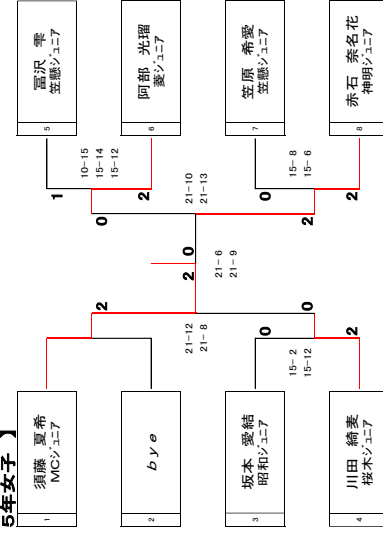 5年女子 】
1
須藤 夏希
MCジュニア
2
bye
3
坂本 愛結
昭和ジュニア
4
川田 綺麦
桜木ジュニア
2
21-12
21- 8
0
0
15- 2
15-12
2
2
0
21- 6
21- 9
1
10-15
15-14
15-12
2
0
21-10
21-13
2
0
15- 8
15- 6
2
5
冨沢 雫
笠懸ジュニア
6
阿部 光瑠
菱ジュニア
7
笠原 希愛
笠懸ジュニア
8
赤石 奈名花
神明ジュニア